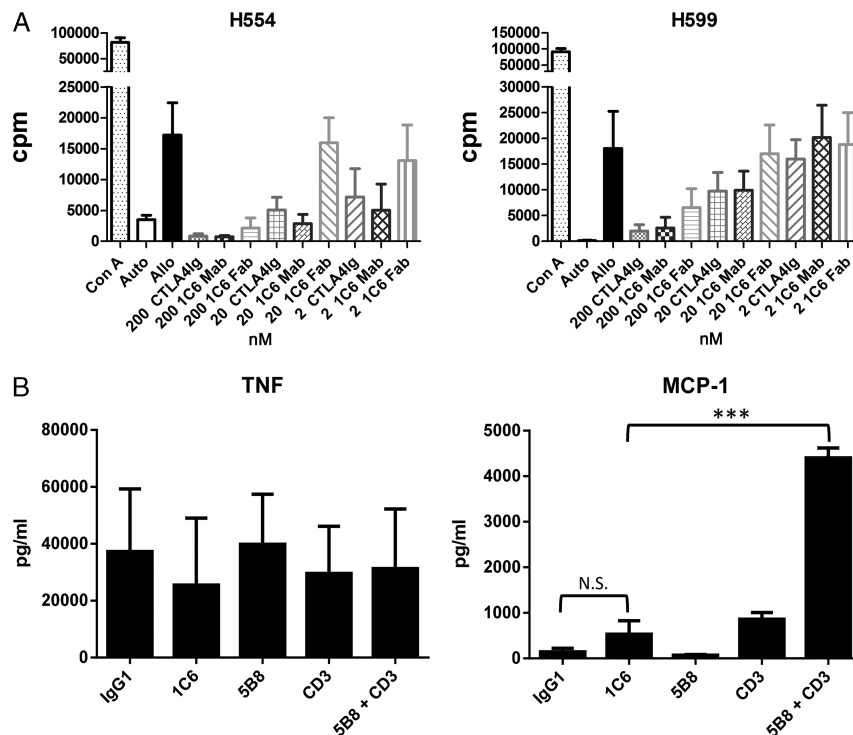 A
H554
100000
50000
25000
20000
15000
10000
5000
0
cpm
Con A
Auto
Allo
200 CTLA4Ig
200 1C6 Mab
200 1C6 Fab
20 CTLA4Ig
20 1C6 Mab
20 1C6 Fab
2 CTLA4Ig
2 1C6 Mab
2 1C6 Fab
nM
H599
150000
100000
50000
30000
25000
20000
15000
10000
5000
0
cpm
Con A
Auto
Allo
200 CTLA4Ig
200 1C6 Mab
200 1C6 Fab
20 CTLA4Ig
20 1C6 Mab
20 1C6 Fab
2 CTLA4Ig
2 1C6 Mab
2 1C6 Fab
nM
B
TNF
80000
60000
40000
20000
0
pg/ml
IgG1
1C6
5B8
CD3
5B8 + CD3
MCP-1
***
N.S.
5000
4000
3000
2000
1000
0
pg/ml
IgG1
1C6
5B8
CD3
5B8 + CD3